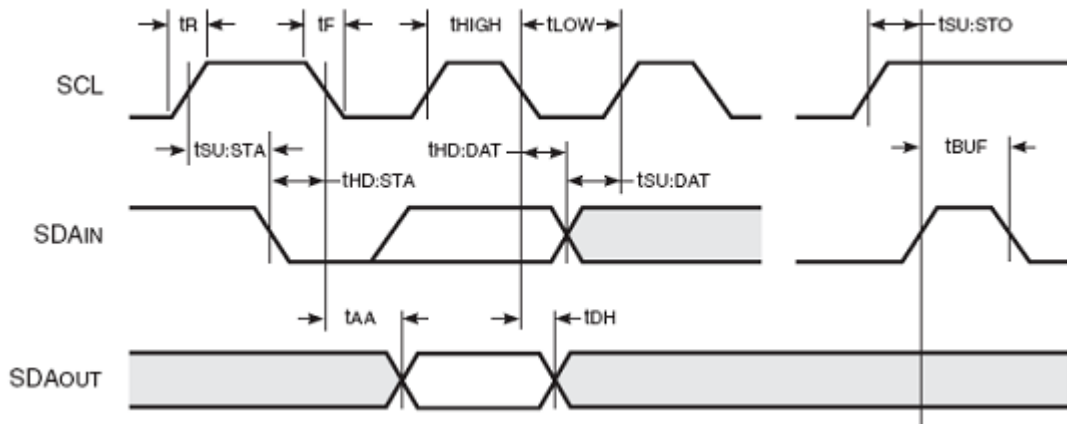 tR tF tHIGH tLOW tSU:STO
SCL
tSU:STA tHD:DAT tBUF
tHD:STA tSU:DAT
SDAIN
tAA tDH
SDAOUT